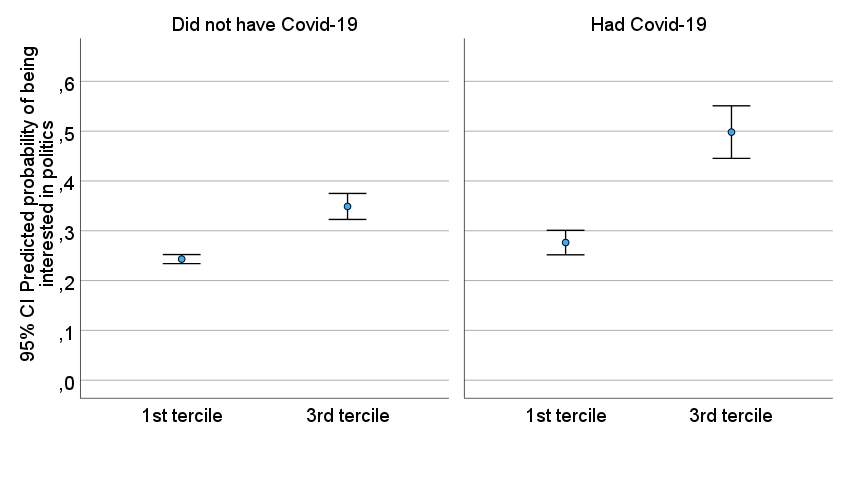 Did not have Covid-19
Had Covid-19
95% CI Predicted probability of being
interested in politics
,6
,5
,4
,3
,2
,1
,0
1st tercile
3rd tercile
1st tercile
3rd tercile